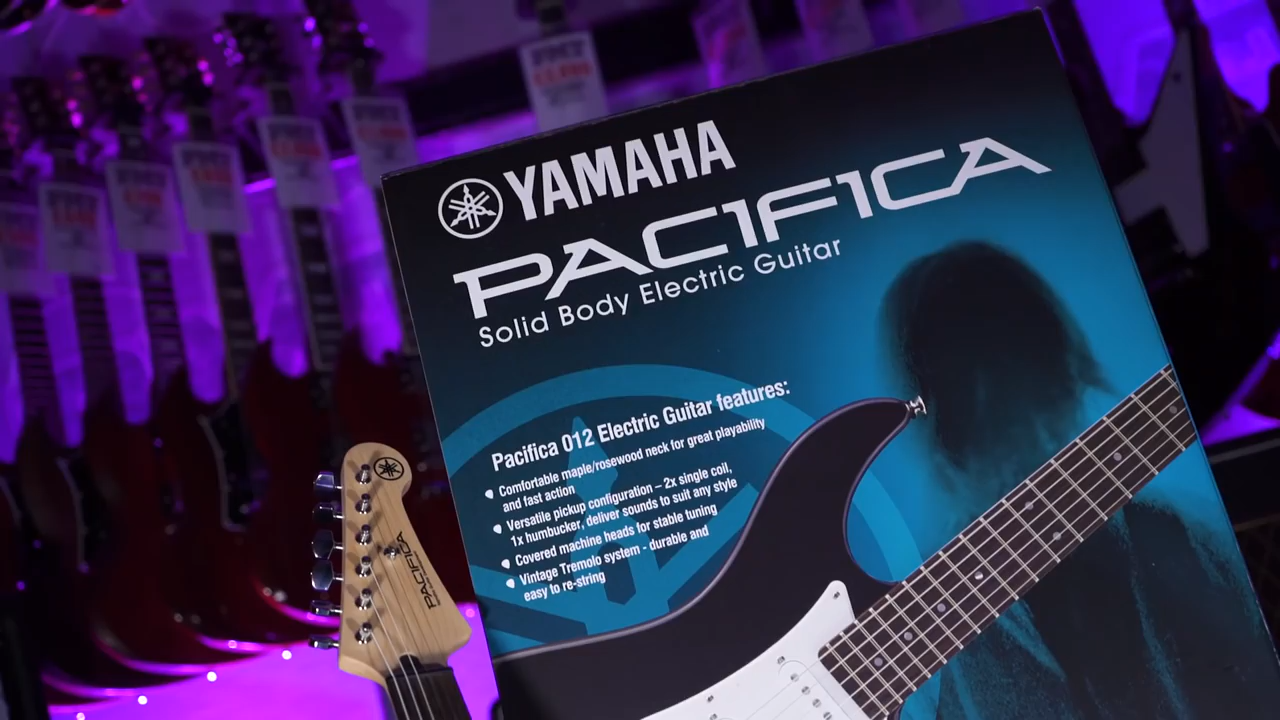 YAMAHA
PACIFICA
Solid Body Electric Guitar
Pacifica 012 Electric Guitar features:
Comfortable maple/rosewood neck for great playability
and fast action
Versatile pickup configuration – 2x single coil,
1x humbucker, deliver sounds to suit any style
Covered machine heads for stable tuning
Vintage Tremolo system - durable and
easy to re-string
PACIFICA